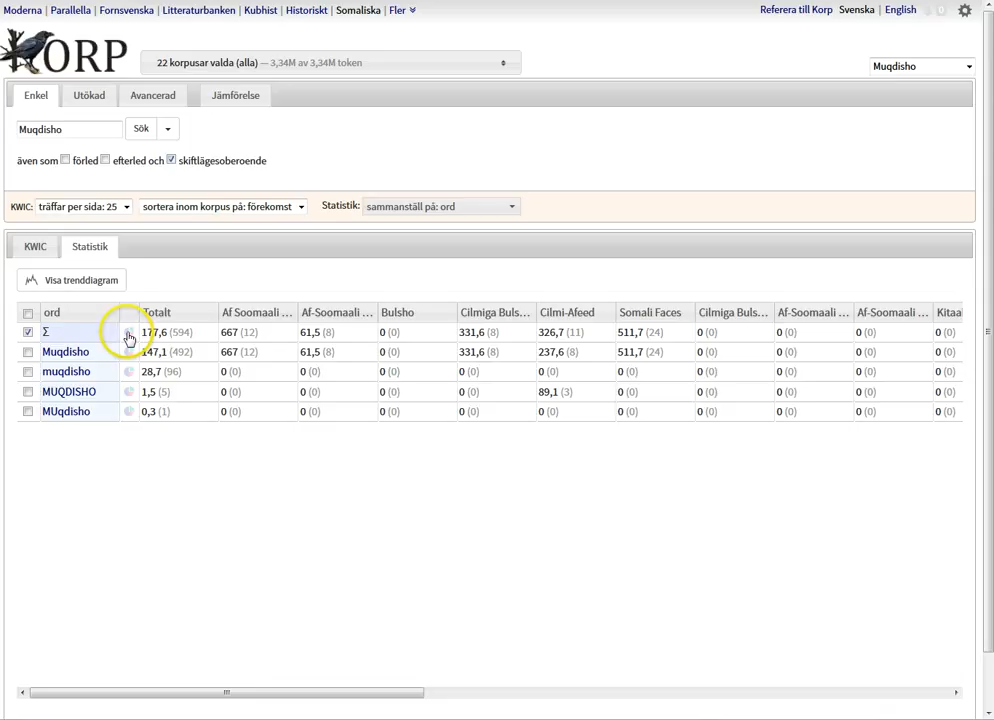 Moderna | Parallella | Fornsvenska | Litteraturbanken | Kubhist | Historiskt | Somaliska | Fler
Referera till Korp Svenska | English 0
KORP
22 korpusar valda (alla) — 3,34M av 3,34M token
Muqdisho
Enkel Utökad Avancerad Jämförelse
Muqdisho Sök
även som förled efterled och skiftlägesoberoende
KWIC: träffar per sida: 25 sortera inom korpus på: förekomst Statistik: sammanställ på: ord
KWIC Statistik
Visa trenddiagram
ord Totalt Af Soomaali ... Af-Soomaali ... Bulsho Cilmiga Buls... Cilmi-Afeed Somali Faces Cilmiga Buls... Af-Soomaali ... Af-Soomaali ... Kitaal
Σ 177,6 (594) 667 (12) 61,5 (8) 0 (0) 331,6 (8) 326,7 (11) 511,7 (24) 0 (0) 0 (0) 0 (0) 0 (0)
Muqdisho 147,1 (492) 667 (12) 61,5 (8) 0 (0) 331,6 (8) 237,6 (8) 511,7 (24) 0 (0) 0 (0) 0 (0) 0 (0)
muqdisho 28,7 (96) 0 (0) 0 (0) 0 (0) 0 (0) 0 (0) 0 (0) 0 (0) 0 (0) 0 (0) 0 (0)
MUQDISHO 1,5 (5) 0 (0) 0 (0) 0 (0) 0 (0) 89,1 (3) 0 (0) 0 (0) 0 (0) 0 (0) 0 (0)
MUqdisho 0,3 (1) 0 (0) 0 (0) 0 (0) 0 (0) 0 (0) 0 (0) 0 (0) 0 (0) 0 (0) 0 (0)